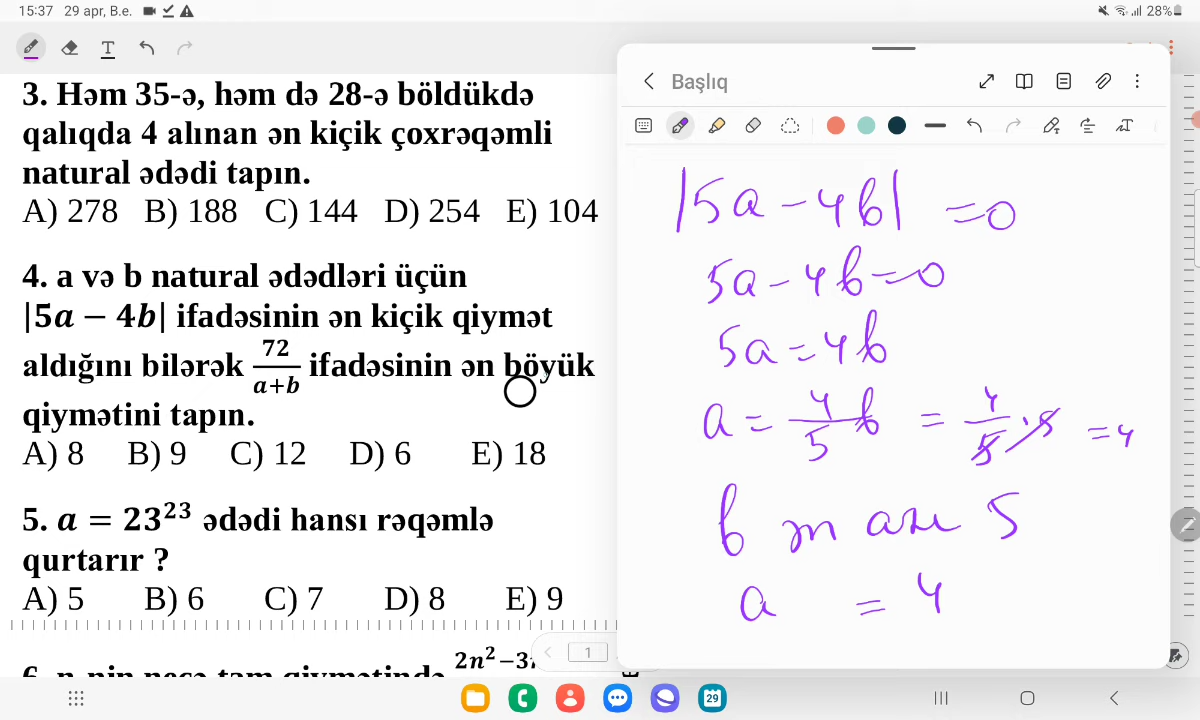 15:37 29 apr, B.e.
28%
T
3. Həm 35-ə, həm də 28-ə böldükdə
qalıqda 4 alınan ən kiçik çoxrəqəmli
natural ədədi tapın.
A) 278 B) 188 C) 144 D) 254 E) 104
4. a və b natural ədədləri üçün
|5a − 4b| ifadəsinin ən kiçik qiymət
aldığını bilərək 72/(a+b) ifadəsinin ən böyük
qiymətini tapın.
A) 8 B) 9 C) 12 D) 6 E) 18
5. a = 23²³ ədədi hansı rəqəmlə
qurtarır ?
A) 5 B) 6 C) 7 D) 8 E) 9
2n²−3
1
Başlıq
|5a − 4b| = 0
5a − 4b = 0
5a = 4b
a = 4/5 b = 4/5 · 5 = 4
b 5
a = 4
29